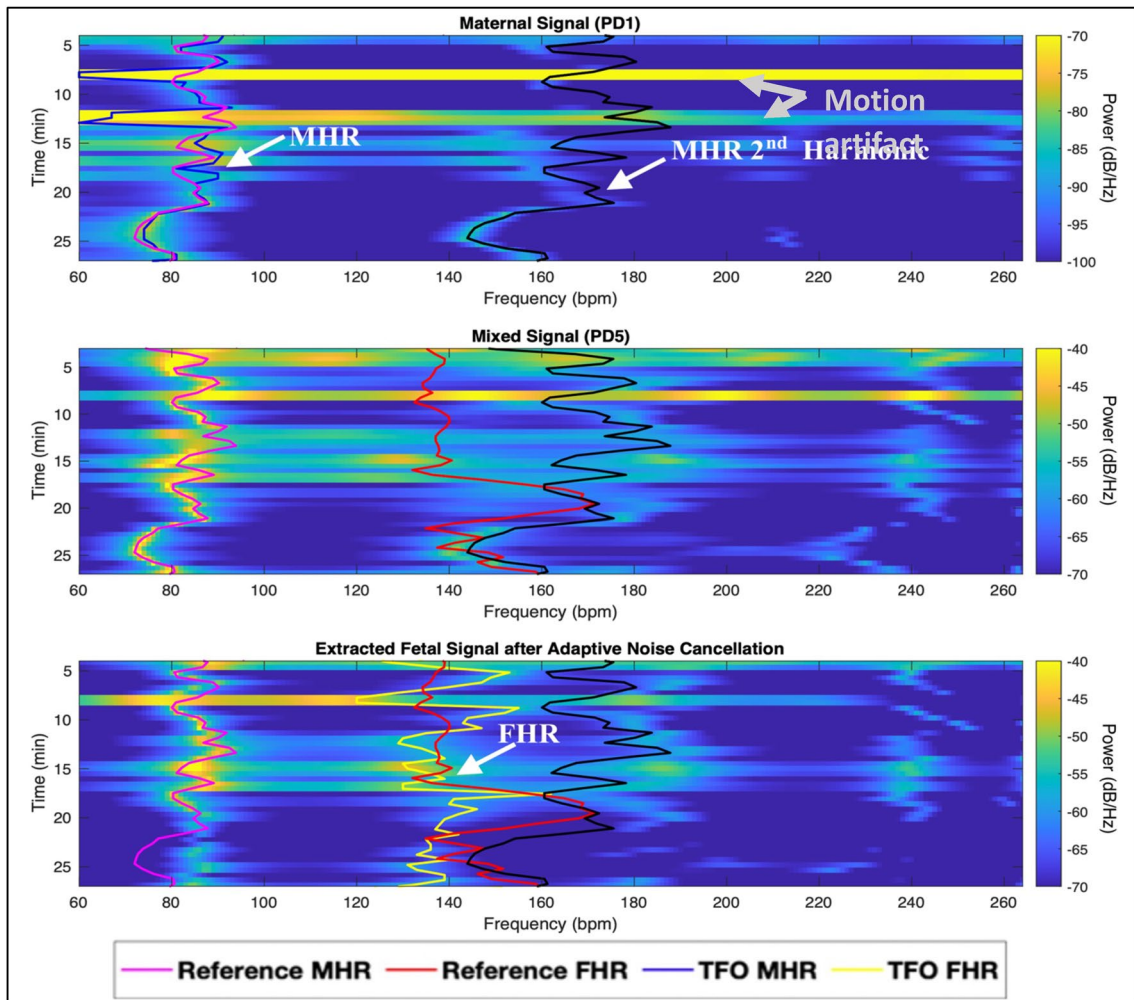 Maternal Signal (PD1)
5
10
15
20
25
Time (min)
MHR
MHR 2nd Harmonic
Motion
artifact
60 80 100 120 140 160 180 200 220 240 260
Frequency (bpm)
-70
-75
-80
-85
-90
-95
-100
Power (dB/Hz)
Mixed Signal (PD5)
5
10
15
20
25
Time (min)
60 80 100 120 140 160 180 200 220 240 260
Frequency (bpm)
-40
-45
-50
-55
-60
-65
-70
Power (dB/Hz)
Extracted Fetal Signal after Adaptive Noise Cancellation
5
10
15
20
25
Time (min)
FHR
60 80 100 120 140 160 180 200 220 240 260
Frequency (bpm)
-40
-45
-50
-55
-60
-65
-70
Power (dB/Hz)
Reference MHR Reference FHR TFO MHR TFO FHR